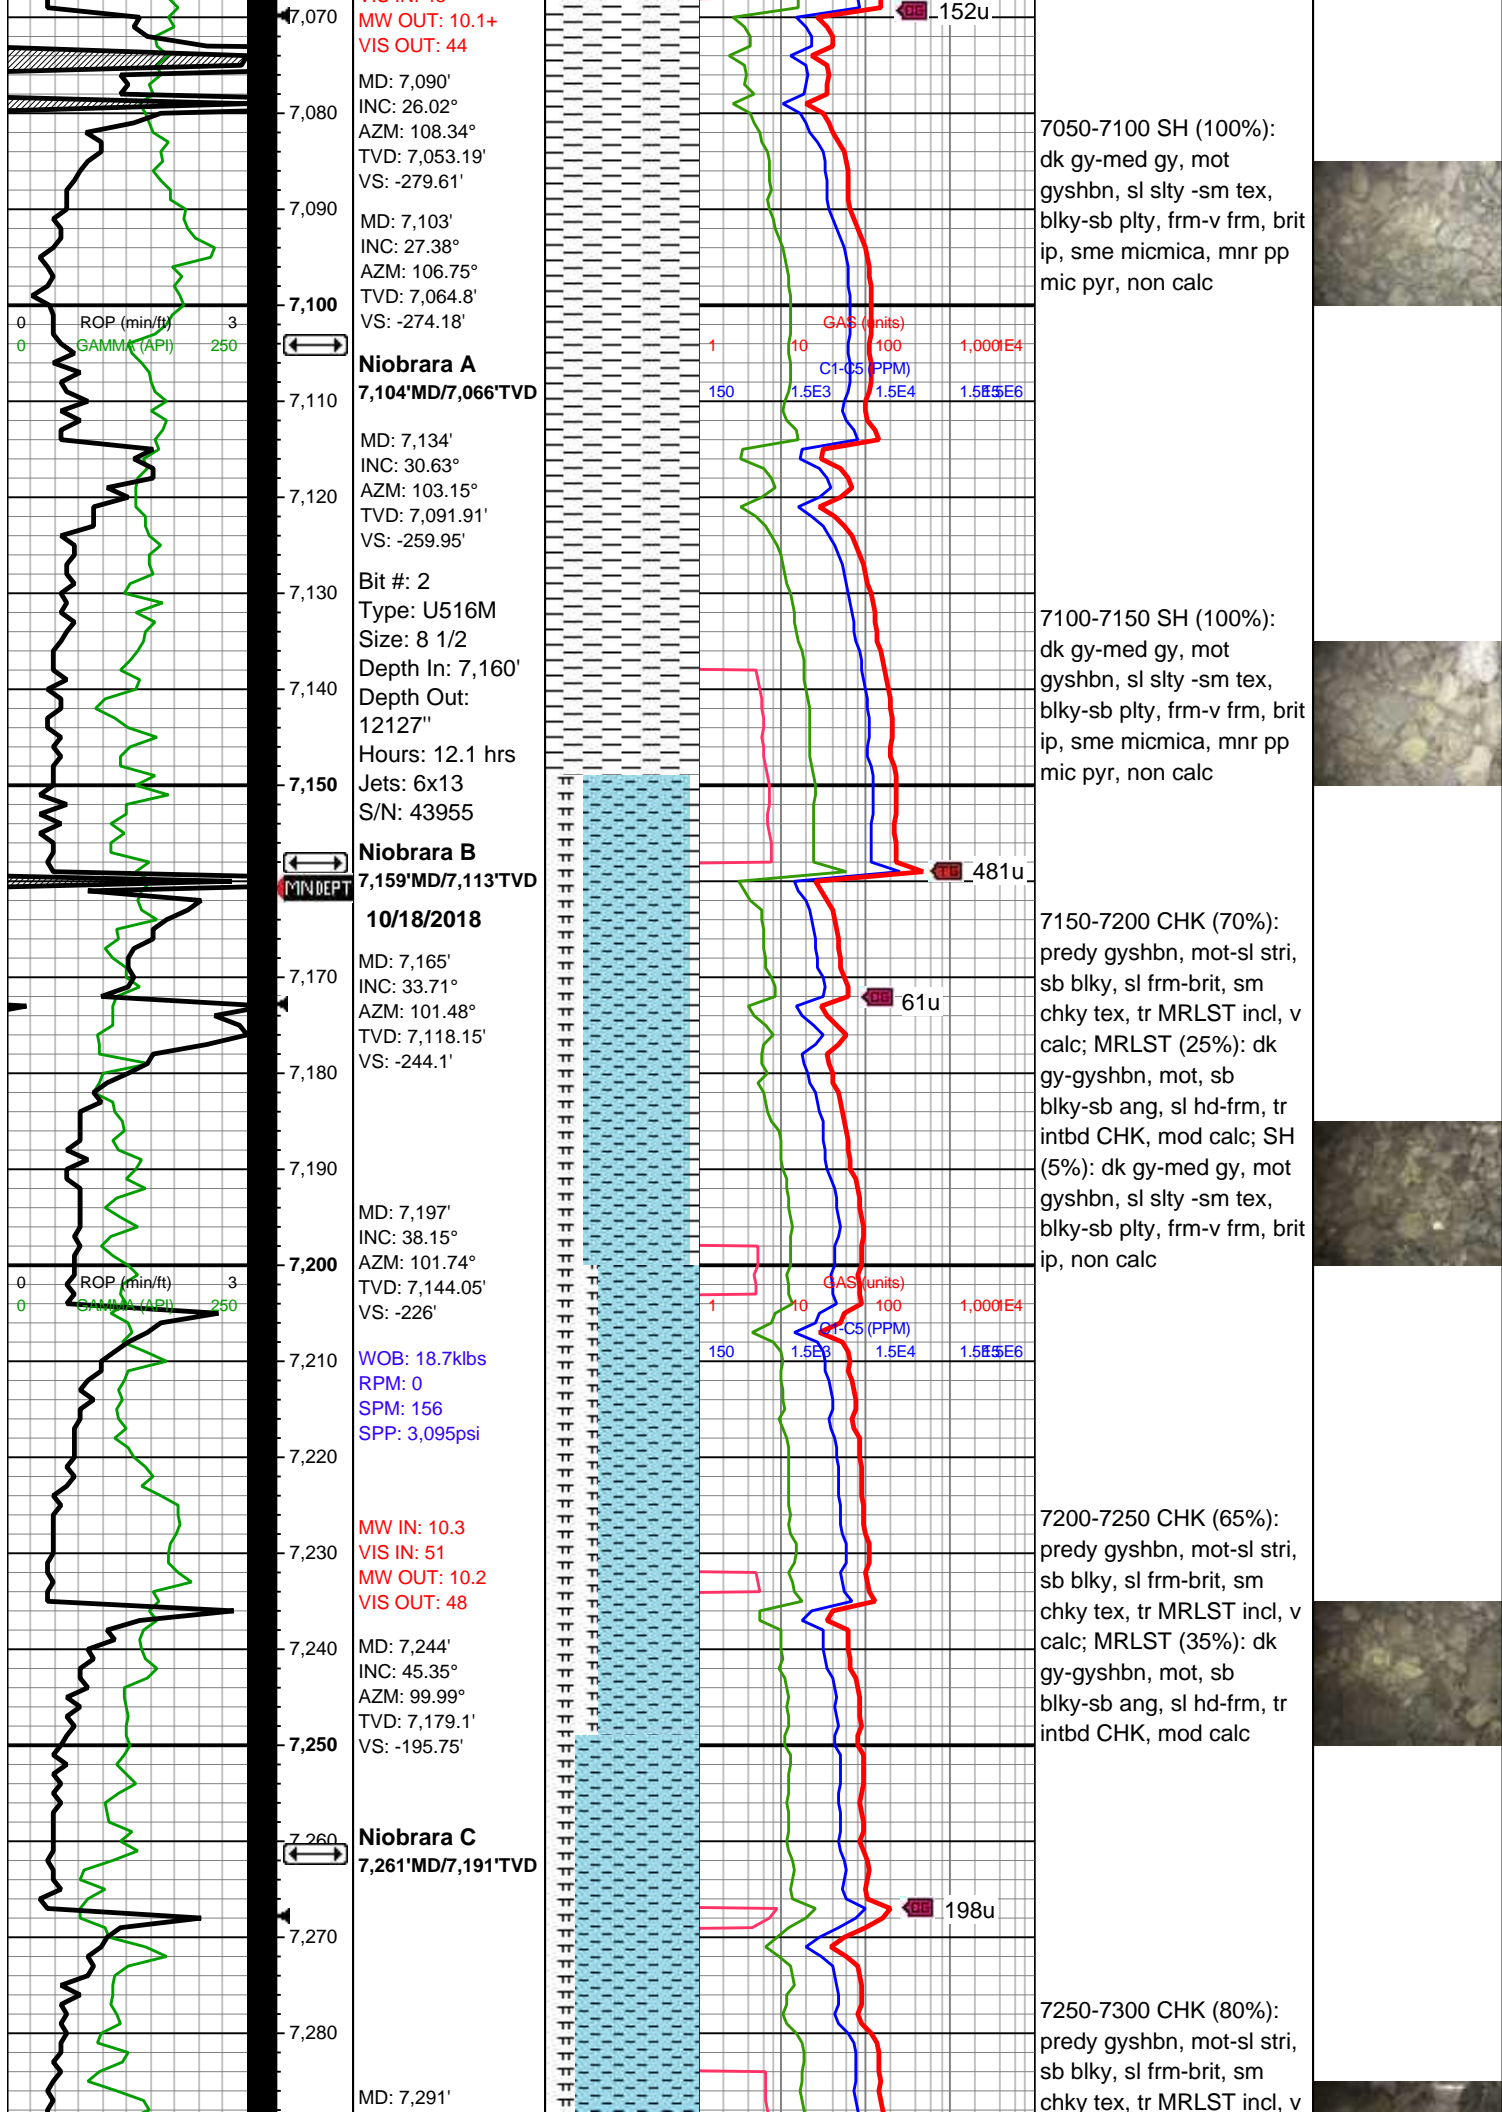 7,070
7,080
7,090
7,100
0 ROP (min/ft) 3
0 GAMMA (API) 250
7,110
7,120
7,130
7,140
7,150
7,170
7,180
7,190
7,200
0 ROP (min/ft) 3
0 GAMMA (API) 250
7,210
7,220
7,230
7,240
7,250
7,260
7,270
7,280
MW OUT: 10.1+
VIS OUT: 44
MD: 7,090'
INC: 26.02°
AZM: 108.34°
TVD: 7,053.19'
VS: -279.61'
MD: 7,103'
INC: 27.38°
AZM: 106.75°
TVD: 7,064.8'
VS: -274.18'
Niobrara A
7,104'MD/7,066'TVD
MD: 7,134'
INC: 30.63°
AZM: 103.15°
TVD: 7,091.91'
VS: -259.95'
Bit #: 2
Type: U516M
Size: 8 1/2
Depth In: 7,160'
Depth Out:
12127"
Hours: 12.1 hrs
Jets: 6x13
S/N: 43955
Niobrara B
7,159'MD/7,113'TVD
MN DEPT
10/18/2018
MD: 7,165'
INC: 33.71°
AZM: 101.48°
TVD: 7,118.15'
VS: -244.1'
MD: 7,197'
INC: 38.15°
AZM: 101.74°
TVD: 7,144.05'
VS: -226'
WOB: 18.7klbs
RPM: 0
SPM: 156
SPP: 3,095psi
MW IN: 10.3
VIS IN: 51
MW OUT: 10.2
VIS OUT: 48
MD: 7,244'
INC: 45.35°
AZM: 99.99°
TVD: 7,179.1'
VS: -195.75'
Niobrara C
7,261'MD/7,191'TVD
MD: 7,291'
152u
GAS (units)
1 10 100 1,000 1E4
C1-C5 (PPM)
150 1.5E3 1.5E4 1.5E5 1.5E6
TG 481u
61u
GAS (units)
1 10 100 1,000 1E4
C1-C5 (PPM)
150 1.5E3 1.5E4 1.5E5 1.5E6
198u
7050-7100 SH (100%):
dk gy-med gy, mot
gyshbn, sl slty -sm tex,
blky-sb plty, frm-v frm, brit
ip, sme micmica, mnr pp
mic pyr, non calc
7100-7150 SH (100%):
dk gy-med gy, mot
gyshbn, sl slty -sm tex,
blky-sb plty, frm-v frm, brit
ip, sme micmica, mnr pp
mic pyr, non calc
7150-7200 CHK (70%):
predy gyshbn, mot-sl stri,
sb blky, sl frm-brit, sm
chky tex, tr MRLST incl, v
calc; MRLST (25%): dk
gy-gyshbn, mot, sb
blky-sb ang, sl hd-frm, tr
intbd CHK, mod calc; SH
(5%): dk gy-med gy, mot
gyshbn, sl slty -sm tex,
blky-sb plty, frm-v frm, brit
ip, non calc
7200-7250 CHK (65%):
predy gyshbn, mot-sl stri,
sb blky, sl frm-brit, sm
chky tex, tr MRLST incl, v
calc; MRLST (35%): dk
gy-gyshbn, mot, sb
blky-sb ang, sl hd-frm, tr
intbd CHK, mod calc
7250-7300 CHK (80%):
predy gyshbn, mot-sl stri,
sb blky, sl frm-brit, sm
chky tex, tr MRLST incl, v